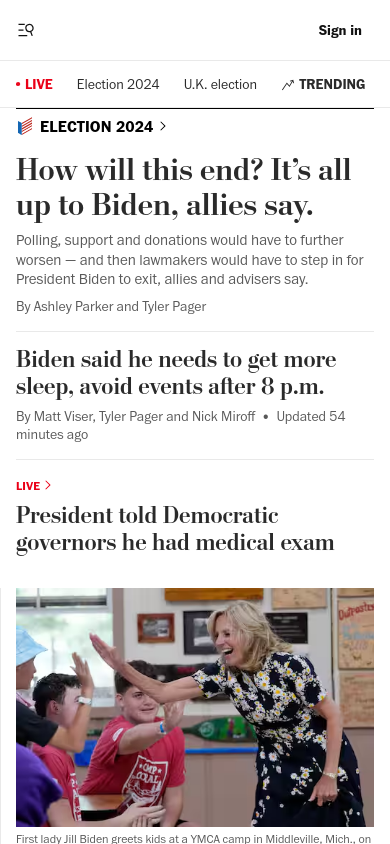 Sign in
LIVE
Election 2024
U.K. election
TRENDING
ELECTION 2024
How will this end? It’s all
up to Biden, allies say.
Polling, support and donations would have to further
worsen — and then lawmakers would have to step in for
President Biden to exit, allies and advisers say.
By Ashley Parker and Tyler Pager
Biden said he needs to get more
sleep, avoid events after 8 p.m.
By Matt Viser, Tyler Pager and Nick Miroff • Updated 54
minutes ago
LIVE
President told Democratic
governors he had medical exam
First lady Jill Biden greets kids at a YMCA camp in Middleville, Mich., on